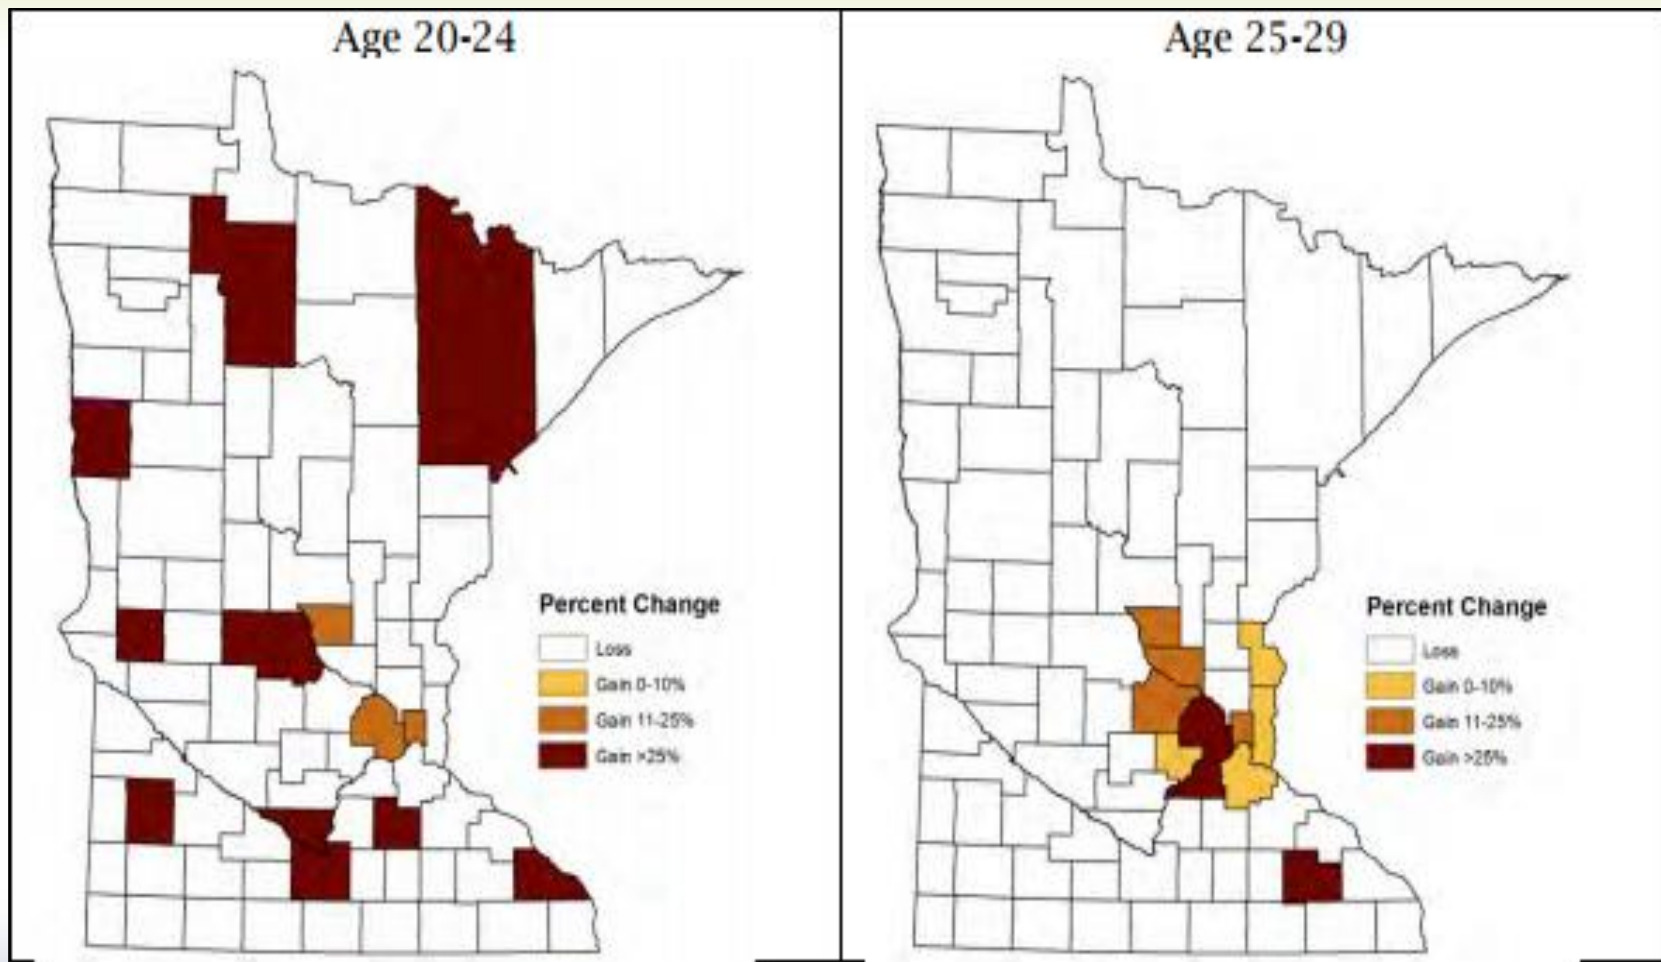 Age 20-24
Percent Change
Loss
Gain 0-10%
Gain 11-25%
Gain >25%
Age 25-29
Percent Change
Loss
Gain 0-10%
Gain 11-25%
Gain >25%